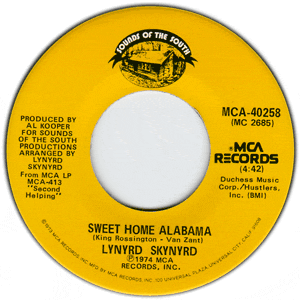 SOUNDS OF THE SOUTH
PRODUCED BY
AL KOOPER
FOR SOUNDS
OF THE SOUTH
PRODUCTIONS
ARRANGED BY
LYNYRD
SKYNYRD
From MCA LP
MCA-413
"Second
Helping"
MCA-40258
(MC 2685)
MCA RECORDS
(4:42)
Duchess Music
Corp./Hustlers,
Inc. (BMI)
SWEET HOME ALABAMA
(King Rossington - Van Zant)
LYNYRD SKYNYRD
℗1974 MCA
RECORDS, INC.